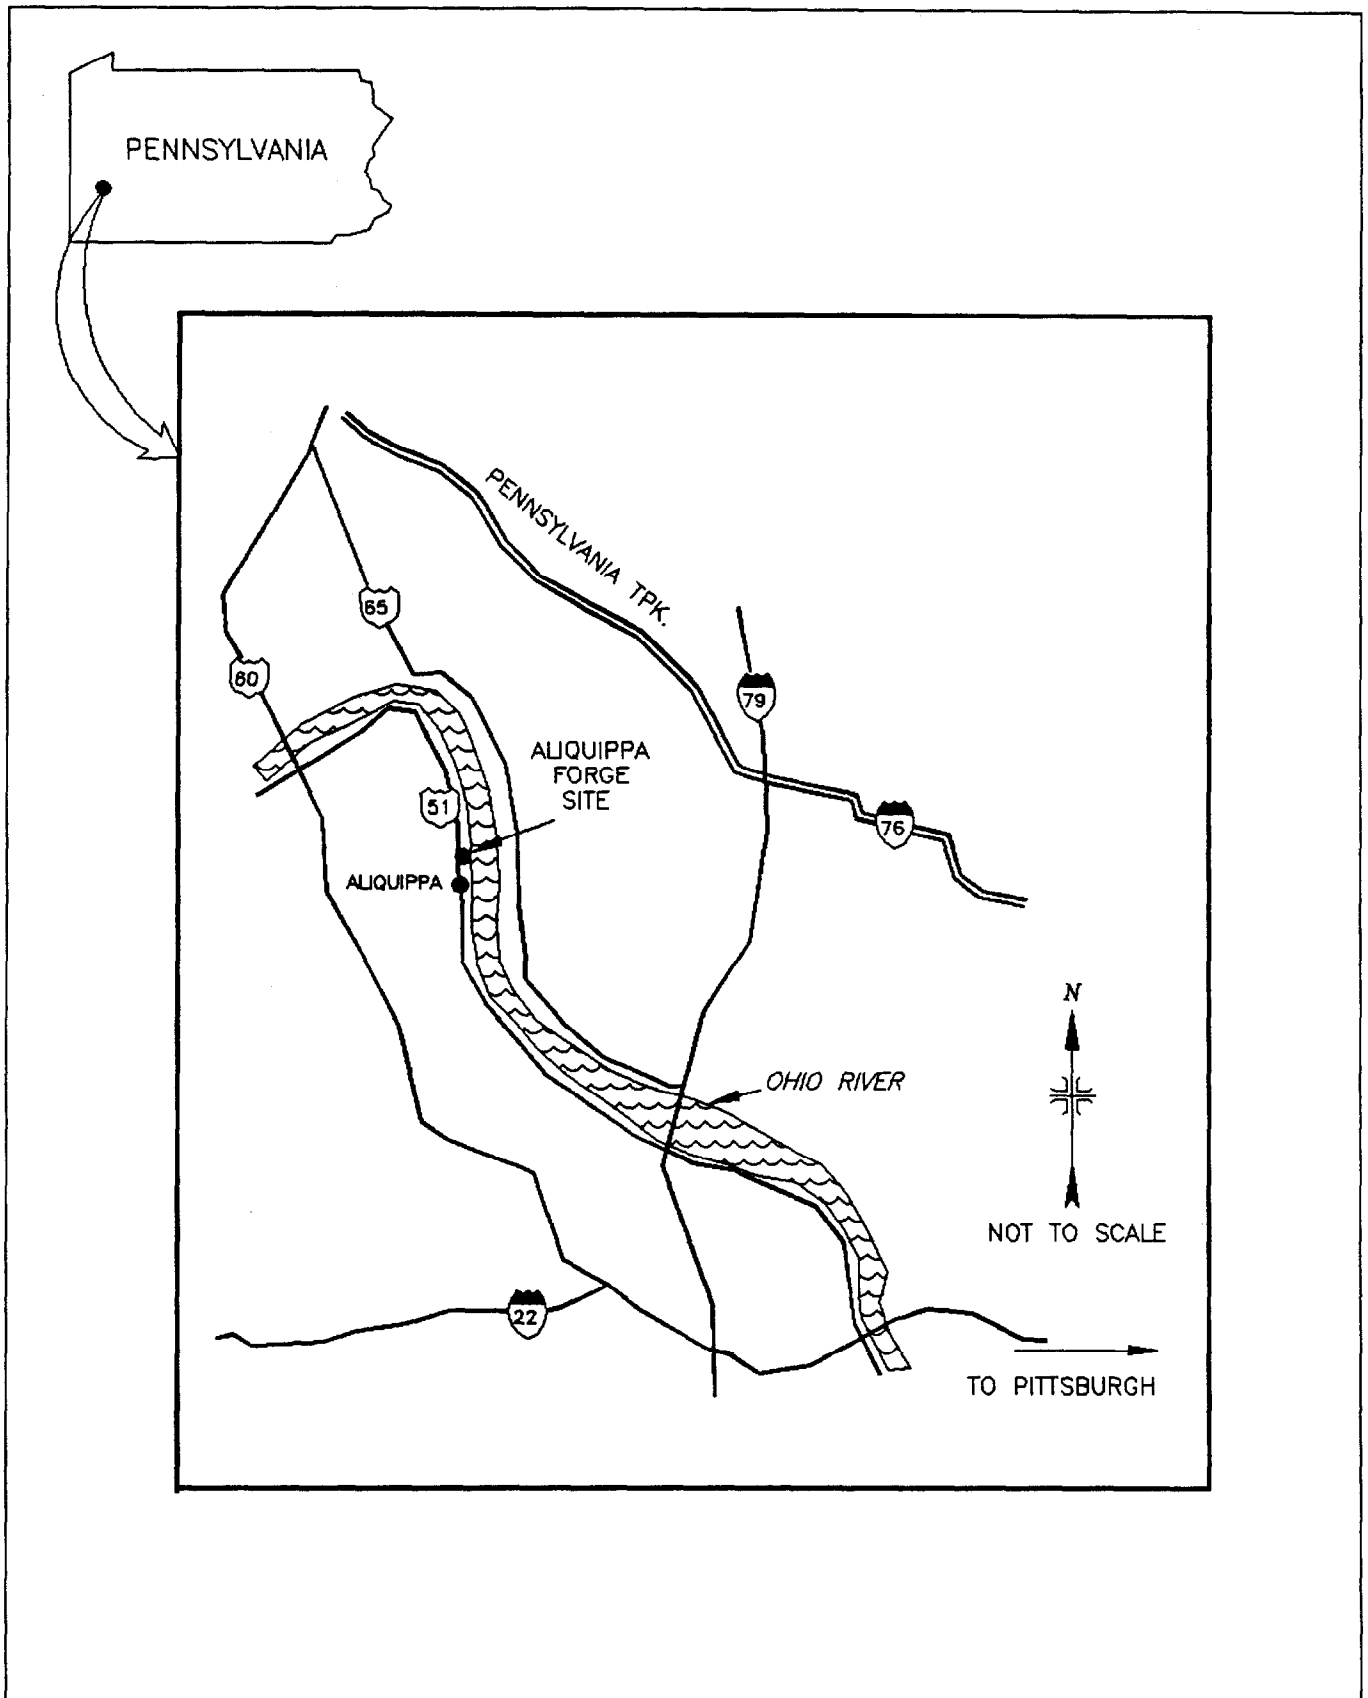 PENNSYLVANIA
PENNSYLVANIA TPK.
65
60
79
ALIQUIPPA
FORGE
SITE
51
76
ALIQUIPPA
N
OHIO RIVER
NOT TO SCALE
22
TO PITTSBURGH